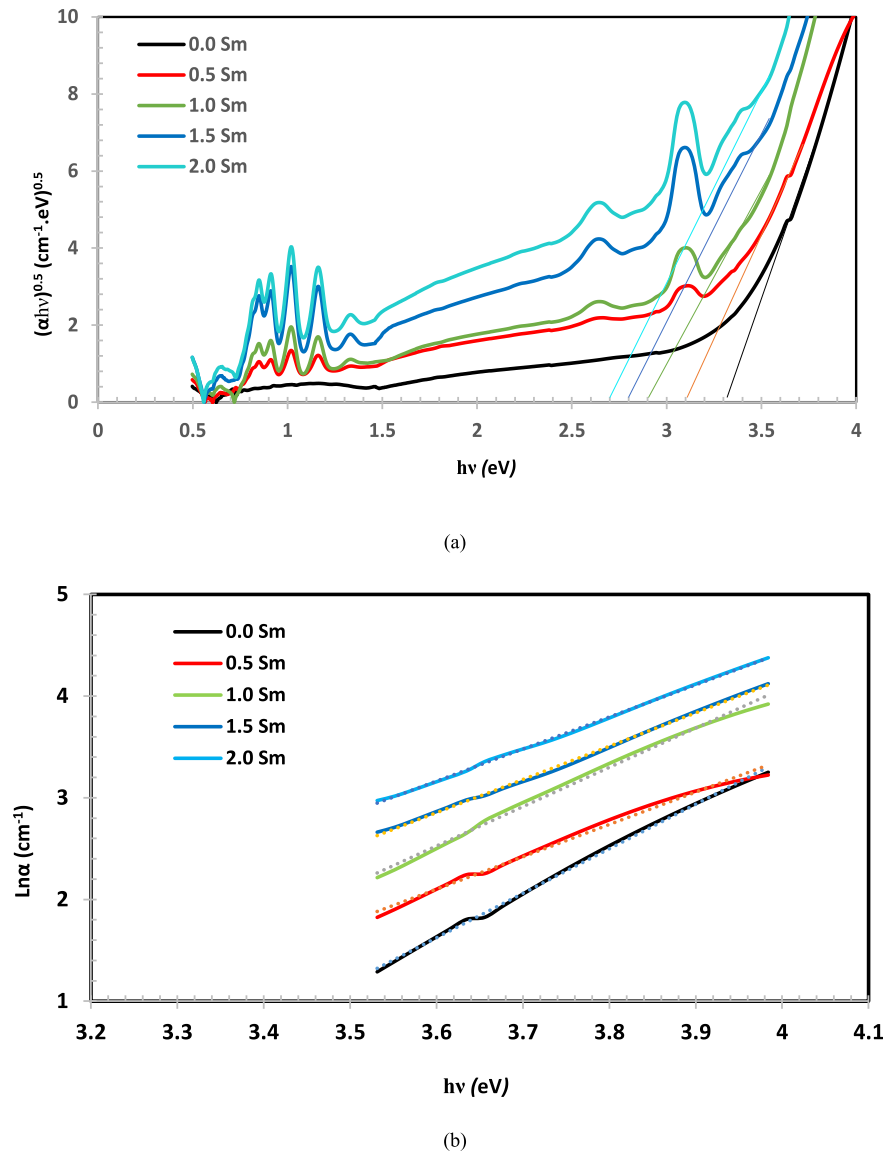 10
8
6
4
2
0
(αhν)⁰·⁵ (cm⁻¹.eV)⁰·⁵
0.0 Sm
0.5 Sm
1.0 Sm
1.5 Sm
2.0 Sm
0 0.5 1 1.5 2 2.5 3 3.5 4
hν (eV)
(a)
5
4
3
2
1
Lnα (cm⁻¹)
0.0 Sm
0.5 Sm
1.0 Sm
1.5 Sm
2.0 Sm
3.2 3.3 3.4 3.5 3.6 3.7 3.8 3.9 4 4.1
hν (eV)
(b)